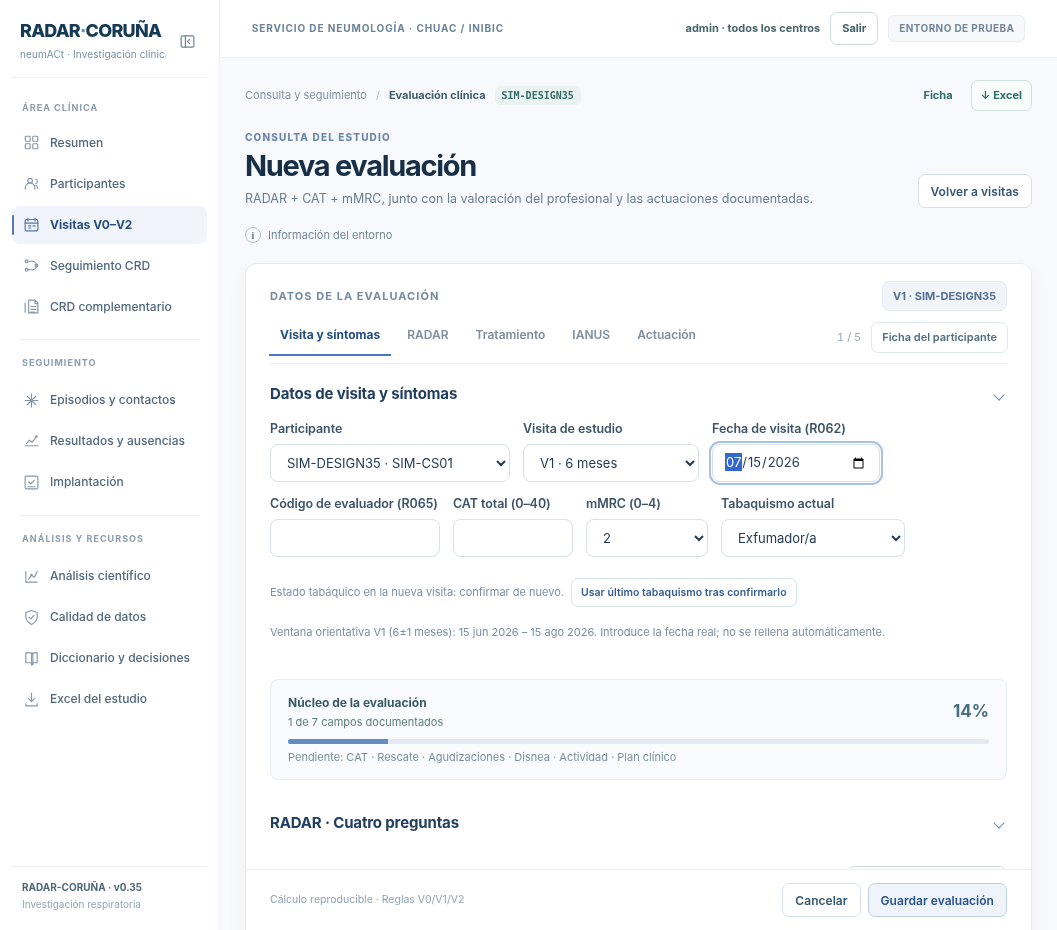 RADAR·CORUÑA
neumACt · Investigación clínic
ÁREA CLÍNICA
Resumen
Participantes
Visitas V0–V2
Seguimiento CRD
CRD complementario
SEGUIMIENTO
Episodios y contactos
Resultados y ausencias
Implantación
ANÁLISIS Y RECURSOS
Análisis científico
Calidad de datos
Diccionario y decisiones
Excel del estudio
RADAR-CORUÑA · v0.35
Investigación respiratoria
SERVICIO DE NEUMOLOGÍA · CHUAC / INIBIC
admin · todos los centros
Salir
ENTORNO DE PRUEBA
Consulta y seguimiento / Evaluación clínica SIM-DESIGN35
Ficha
↓ Excel
CONSULTA DEL ESTUDIO
Nueva evaluación
RADAR + CAT + mMRC, junto con la valoración del profesional y las actuaciones documentadas.
Volver a visitas
i Información del entorno
DATOS DE LA EVALUACIÓN
V1 · SIM-DESIGN35
Visita y síntomas RADAR Tratamiento IANUS Actuación
1 / 5
Ficha del participante
Datos de visita y síntomas
Participante Visita de estudio Fecha de visita (R062)
SIM-DESIGN35 · SIM-CS01 V1 · 6 meses 07/15/2026
Código de evaluador (R065) CAT total (0–40) mMRC (0–4) Tabaquismo actual
2 Exfumador/a
Estado tabáquico en la nueva visita: confirmar de nuevo. Usar último tabaquismo tras confirmarlo
Ventana orientativa V1 (6±1 meses): 15 jun 2026 – 15 ago 2026. Introduce la fecha real; no se rellena automáticamente.
Núcleo de la evaluación
1 de 7 campos documentados
14%
Pendiente: CAT · Rescate · Agudizaciones · Disnea · Actividad · Plan clínico
RADAR · Cuatro preguntas
Cálculo reproducible · Reglas V0/V1/V2
Cancelar
Guardar evaluación